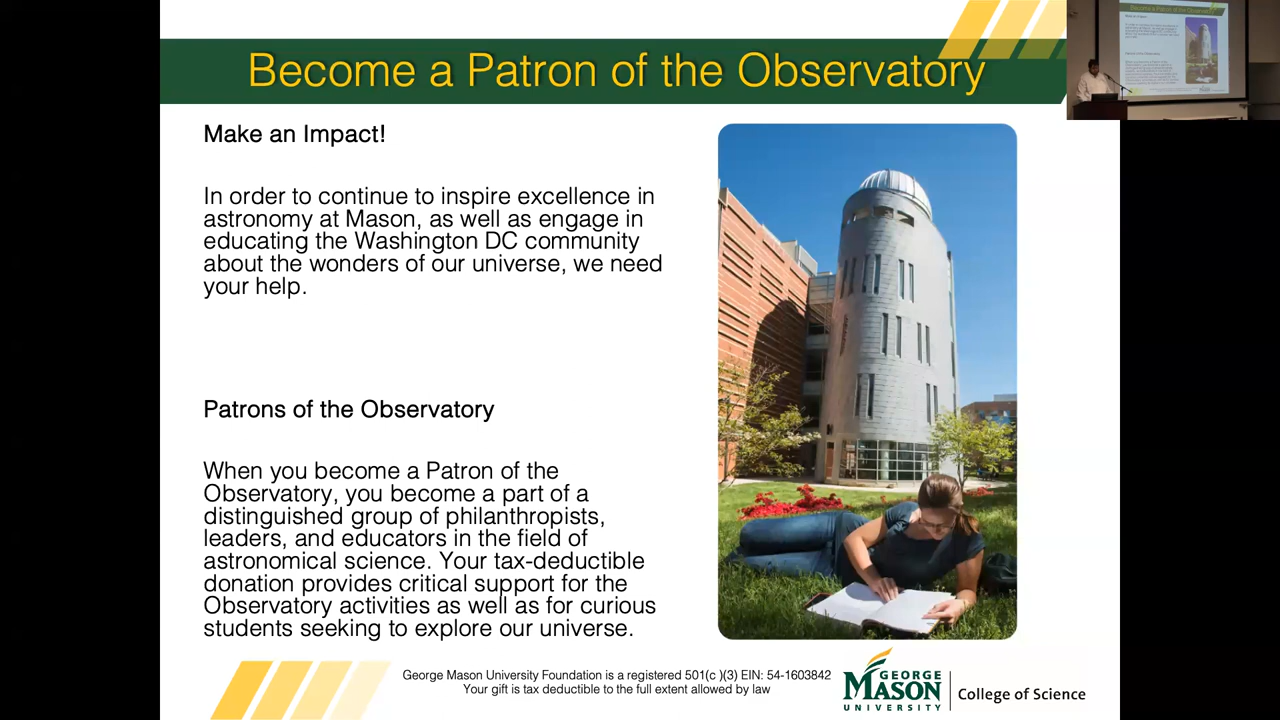 Become a Patron of the Observatory
Make an Impact!
In order to continue to inspire excellence in
astronomy at Mason, as well as engage in
educating the Washington DC community
about the wonders of our universe, we need
your help.
Patrons of the Observatory
When you become a Patron of the
Observatory, you become a part of a
distinguished group of philanthropists,
leaders, and educators in the field of
astronomical science. Your tax-deductible
donation provides critical support for the
Observatory activities as well as for curious
students seeking to explore our universe.
George Mason University Foundation is a registered 501(c )(3) EIN: 54-1603842
Your gift is tax deductible to the full extent allowed by law
GEORGE
MASON
UNIVERSITY
College of Science